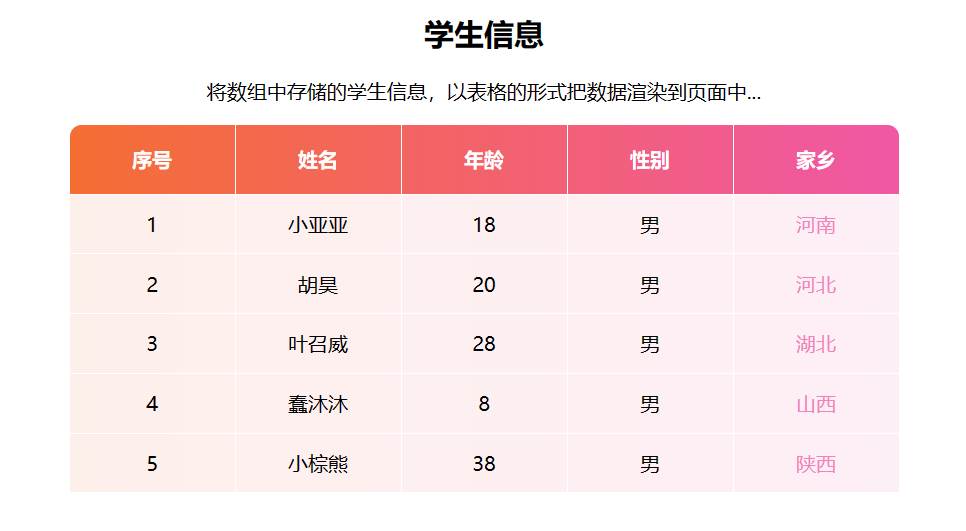 学生信息
将数组中存储的学生信息，以表格的形式把数据渲染到页面中...
序号 姓名 年龄 性别 家乡
1 小亚亚 18 男 河南
2 胡昊 20 男 河北
3 叶召威 28 男 湖北
4 蠢沐沐 8 男 山西
5 小棕熊 38 男 陕西